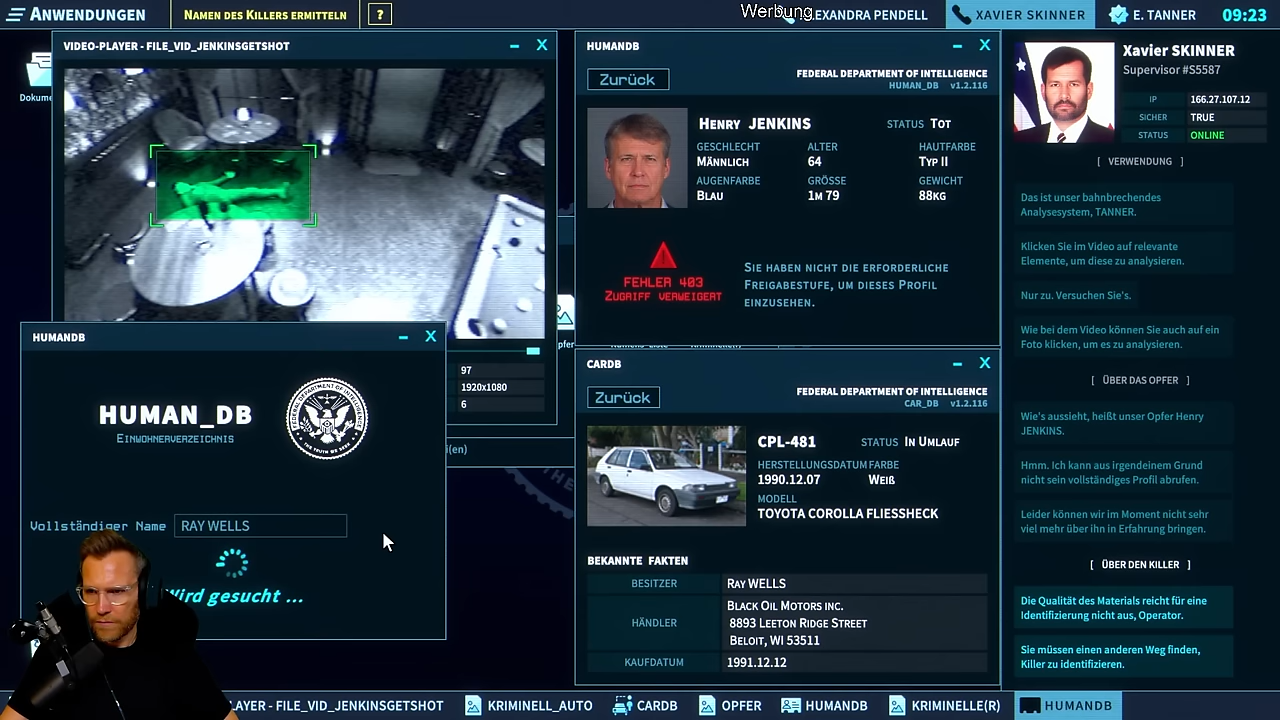 Anwendungen
Namen des Killers ermitteln
?
Werbung
ALEXANDRA PENDELL
XAVIER SKINNER
E. TANNER
09:23
VIDEO-PLAYER - FILE_VID_JENKINSGETSHOT
97
1920x1080
6
HUMANDB
Zurück
FEDERAL DEPARTMENT OF INTELLIGENCE
HUMAN_DB v1.2.116
Henry JENKINS
STATUS Tot
GESCHLECHT
ALTER
HAUTFARBE
Männlich
64
Typ II
AUGENFARBE
GRÖSSE
GEWICHT
Blau
1m 79
88kg
FEHLER 403
ZUGRIFF VERWEIGERT
Sie haben nicht die erforderliche
Freigabestufe, um dieses Profil
einzusehen.
HUMANDB
HUMAN_DB
Einwohnerverzeichnis
Vollständiger Name
RAY WELLS
Wird gesucht ...
CARDB
Zurück
FEDERAL DEPARTMENT OF INTELLIGENCE
CAR_DB v1.2.116
CPL-481
STATUS In Umlauf
HERSTELLUNGSDATUM
FARBE
1990.12.07
Weiß
MODELL
TOYOTA COROLLA FLIESSHECK
BEKANNTE FAKTEN
BESITZER
Ray WELLS
HÄNDLER
Black Oil Motors inc.
8893 Leeton Ridge Street
Beloit, WI 53511
KAUFDATUM
1991.12.12
Xavier SKINNER
Supervisor #S5587
IP
166.27.107.12
SICHER
TRUE
STATUS
ONLINE
[ VERWENDUNG ]
Das ist unser bahnbrechendes
Analysesystem, TANNER.
Klicken Sie im Video auf relevante
Elemente, um diese zu analysieren.
Nur zu. Versuchen Sie's.
Wie bei dem Video können Sie auch auf ein
Foto klicken, um es zu analysieren.
[ ÜBER DAS OPFER ]
Wie's aussieht, heißt unser Opfer Henry
JENKINS.
Hmm. Ich kann aus irgendeinem Grund
nicht sein vollständiges Profil abrufen.
Leider können wir im Moment nicht sehr
viel mehr über ihn in Erfahrung bringen.
[ ÜBER DEN KILLER ]
Die Qualität des Materials reicht für eine
Identifizierung nicht aus, Operator.
Sie müssen einen anderen Weg finden,
Killer zu identifizieren.
LAYER - FILE_VID_JENKINSGETSHOT
KRIMINELL_AUTO
CARDB
OPFER
HUMANDB
KRIMINELLE(R)
HUMANDB